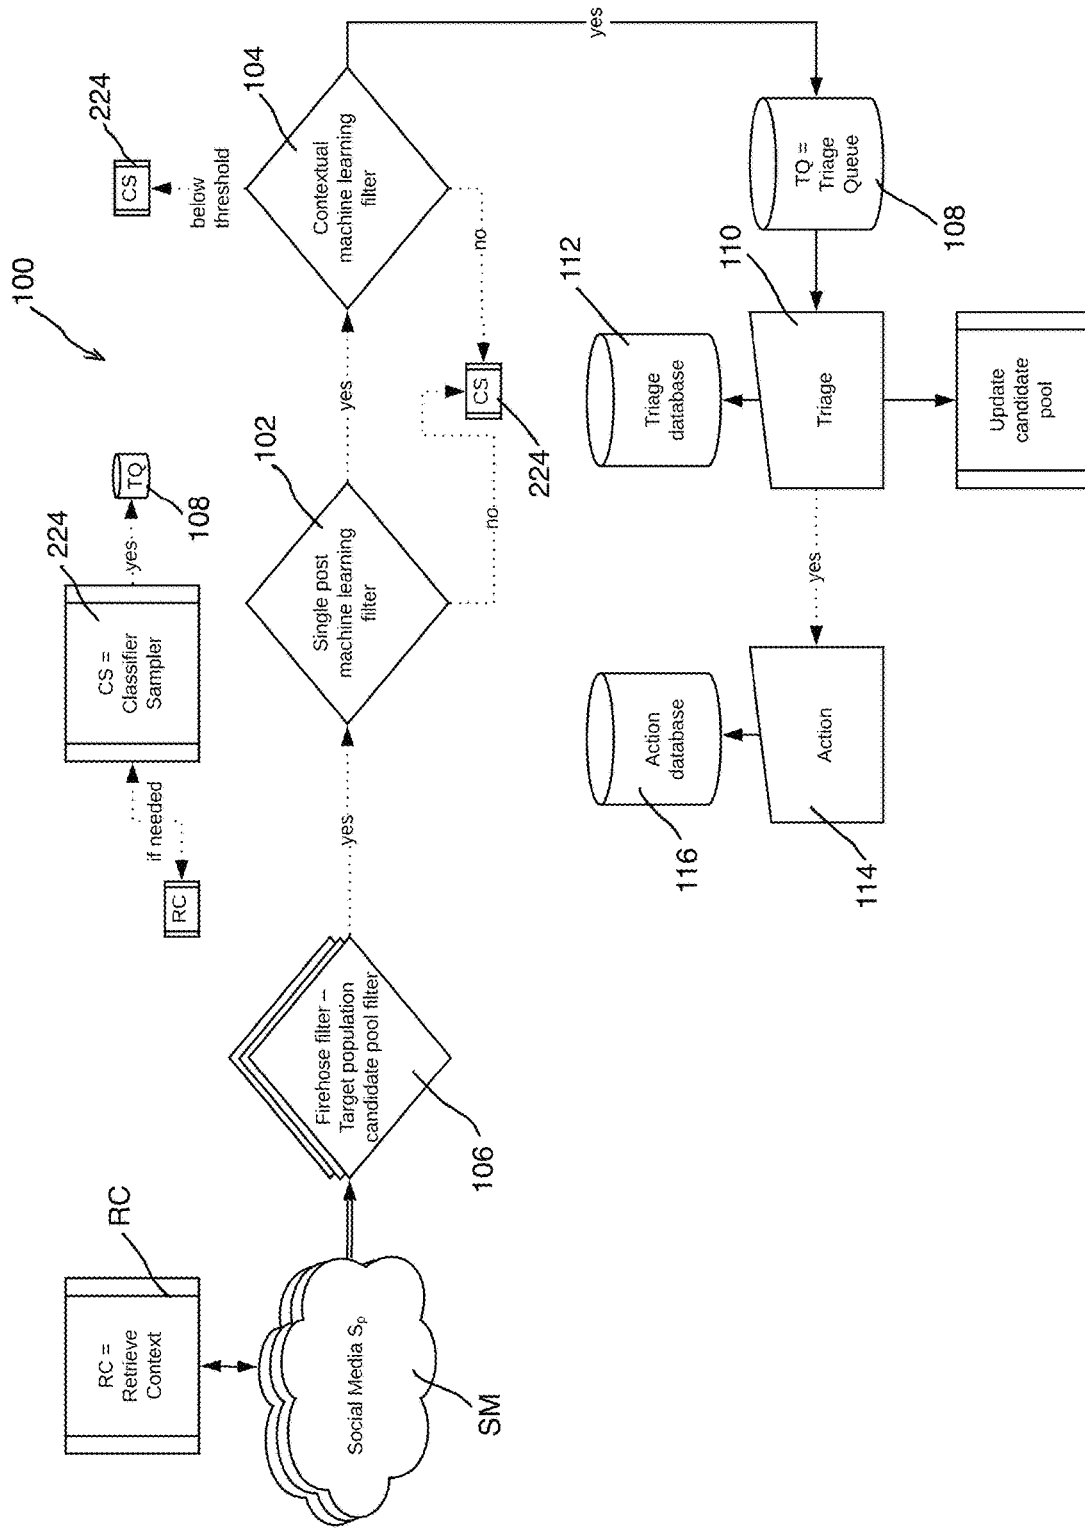 100
RC =
Retrieve
Context
RC
Social Media Sp
SM
Firehose filter –
Target population
candidate pool filter
106
yes
RC
if needed
CS =
Classifier
Sampler
224
yes
TQ
108
Single post
machine learning
filter
102
yes
no
CS
224
no
Contextual
machine learning
filter
104
below
threshold
CS
224
yes
TQ =
Triage
Queue
108
Triage
110
Triage
database
112
Update
candidate
pool
yes
Action
114
Action
database
116